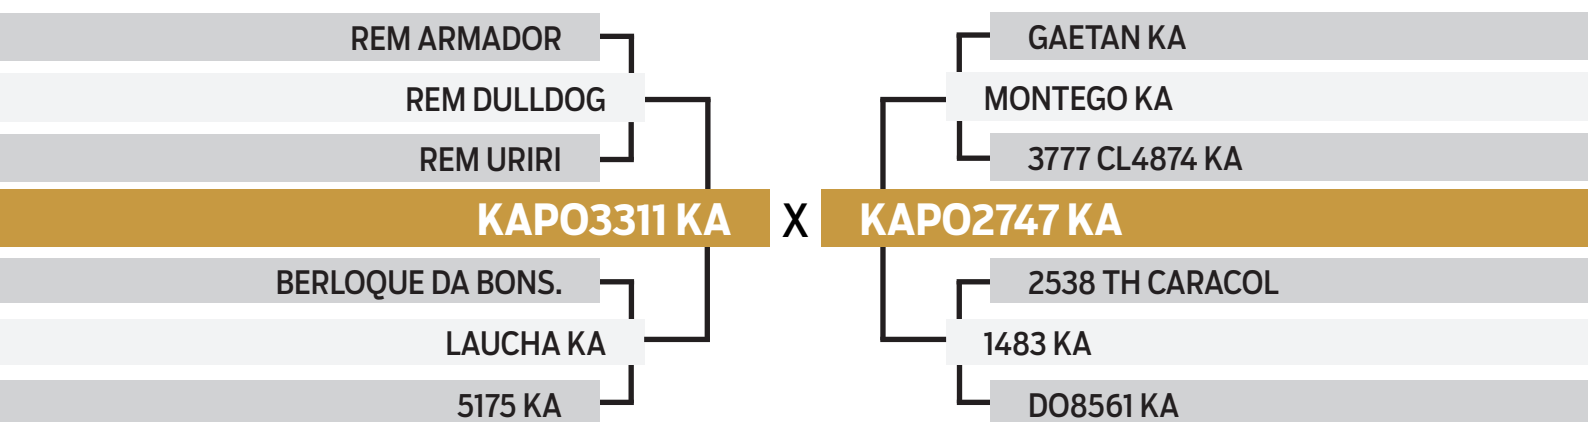 REM ARMADOR
REM DULLDOG
REM URIRI
KAPO3311 KA X KAPO2747 KA
BERLOQUE DA BONS.
LAUCHA KA
5175 KA
GAETAN KA
MONTEGO KA
3777 CL4874 KA
2538 TH CARACOL
1483 KA
DO8561 KA